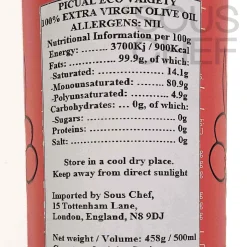 SOUS
CHEF
PICUAL ECO VARIETY
100% EXTRA VIRGIN OLIVE OIL
ALLERGENS: NIL
Nutritional Information per 100g
Energy: 3700Kj / 900Kcal
Fats: 99.9g, of which:
-Saturated: 14.1g
-Monounsaturated: 80.9g
-Polyunsaturated: 4.9g
Carbohydrates: 0g, of which:
-Sugars: 0g
Proteins: 0g
-Salt: 0g
Store in a cool dry place.
Keep away from direct sunlight
Imported by Sous Chef,
15 Tottenham Lane,
London, England, N8 9DJ
Net weight / Volume: 458g / 500ml